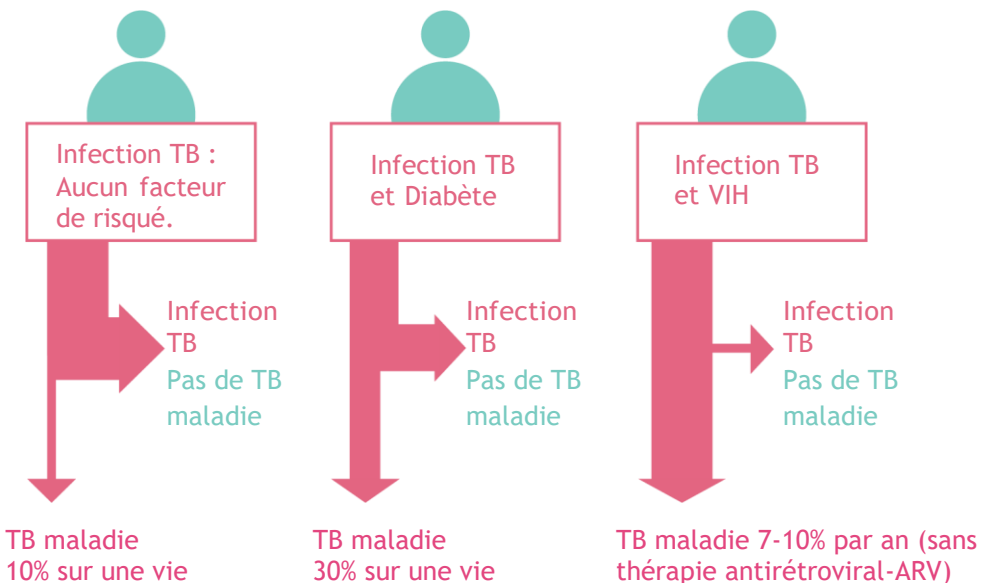 Infection TB :
Aucun facteur
de risqué.
Infection
TB
Pas de TB
maladie
TB maladie
10% sur une vie
Infection TB
et Diabète
Infection
TB
Pas de TB
maladie
TB maladie
30% sur une vie
Infection TB
et VIH
Infection
TB
Pas de TB
maladie
TB maladie 7-10% par an (sans
thérapie antirétroviral-ARV)